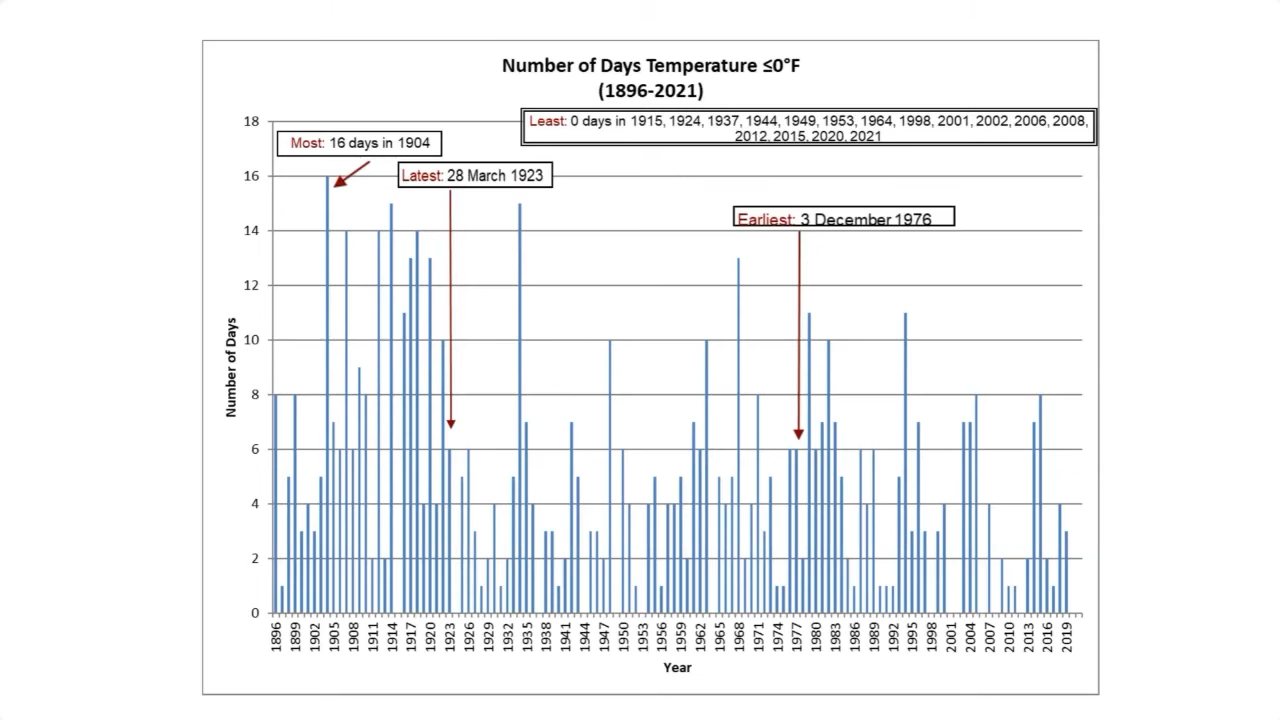 Number of Days Temperature ≤0°F
(1896-2021)
Least: 0 days in 1915, 1924, 1937, 1944, 1949, 1953, 1964, 1998, 2001, 2002, 2006, 2008,
2012, 2015, 2020, 2021
Most: 16 days in 1904
Latest: 28 March 1923
Earliest: 3 December 1976
Number of Days
18
16
14
12
10
8
6
4
2
0
1896 1899 1902 1905 1908 1911 1914 1917 1920 1923 1926 1929 1932 1935 1938 1941 1944 1947 1950 1953 1956 1959 1962 1965 1968 1971 1974 1977 1980 1983 1986 1989 1992 1995 1998 2001 2004 2007 2010 2013 2016 2019
Year